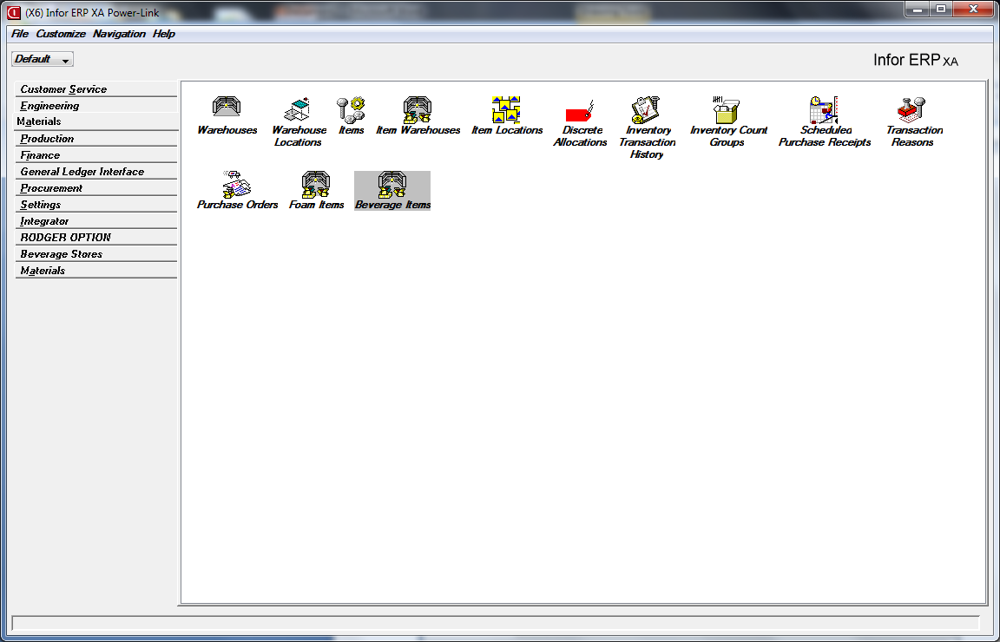 (X6) Infor ERP XA Power-Link
File Customize Navigation Help
Default
Infor ERP XA
Customer Service
Engineering
Materials
Production
Finance
General Ledger Interface
Procurement
Settings
Integrator
RODGER OPTION
Beverage Stores
Materials
Warehouses
Warehouse
Locations
Items
Item Warehouses
Item Locations
Discrete
Allocations
Inventory
Transaction
History
Inventory Count
Groups
Scheduled
Purchase Receipts
Transaction
Reasons
Purchase Orders
Foam Items
Beverage Items